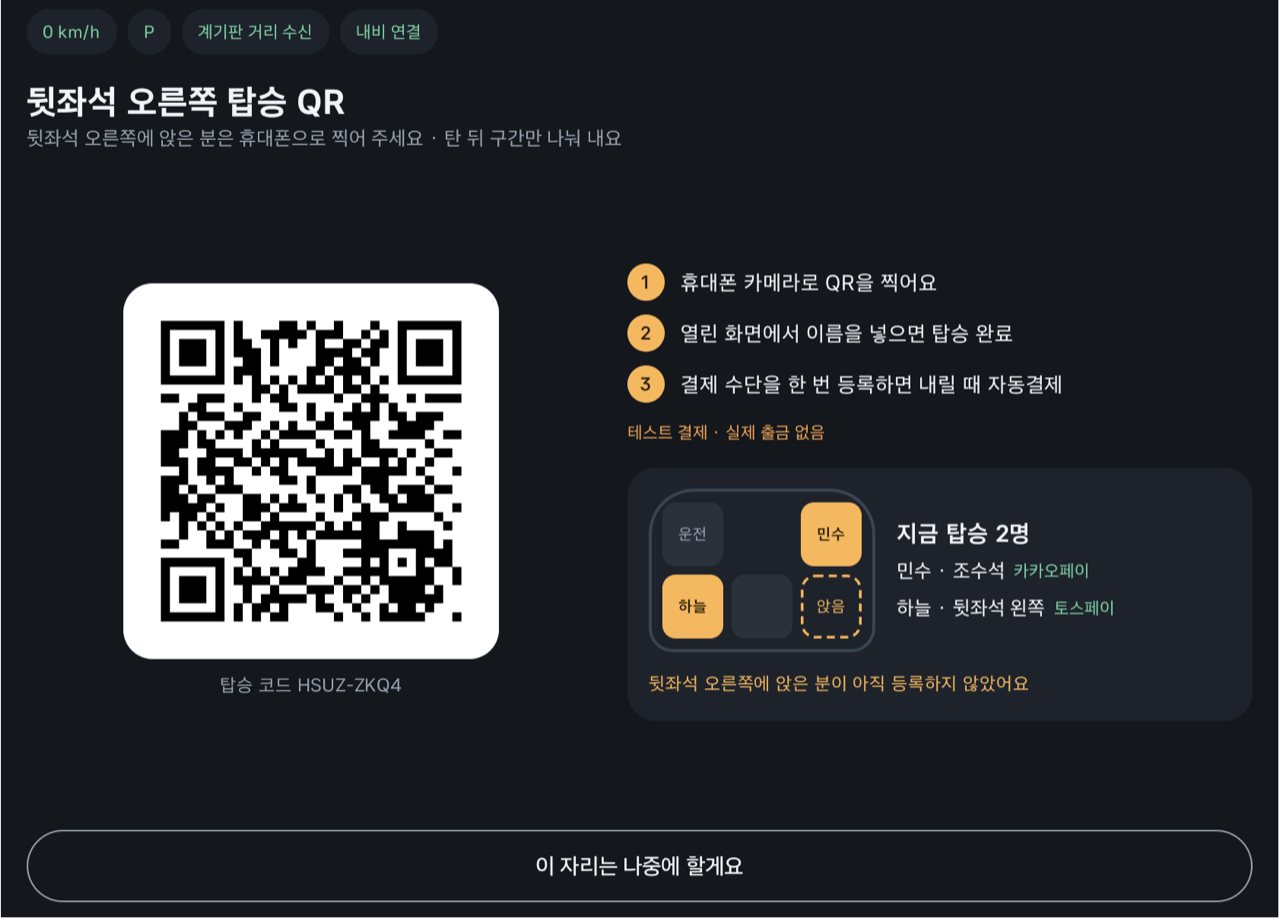 0 km/h P 계기판 거리 수신 내비 연결
뒷좌석 오른쪽 탑승 QR
뒷좌석 오른쪽에 앉은 분은 휴대폰으로 찍어 주세요 · 탄 뒤 구간만 나눠 내요
1 휴대폰 카메라로 QR을 찍어요
2 열린 화면에서 이름을 넣으면 탑승 완료
3 결제 수단을 한 번 등록하면 내릴 때 자동결제
테스트 결제 · 실제 출금 없음
탑승 코드 HSUZ-ZKQ4
운전 민수
하늘 앉음
지금 탑승 2명
민수 · 조수석 카카오페이
하늘 · 뒷좌석 왼쪽 토스페이
뒷좌석 오른쪽에 앉은 분이 아직 등록하지 않았어요
이 자리는 나중에 할게요